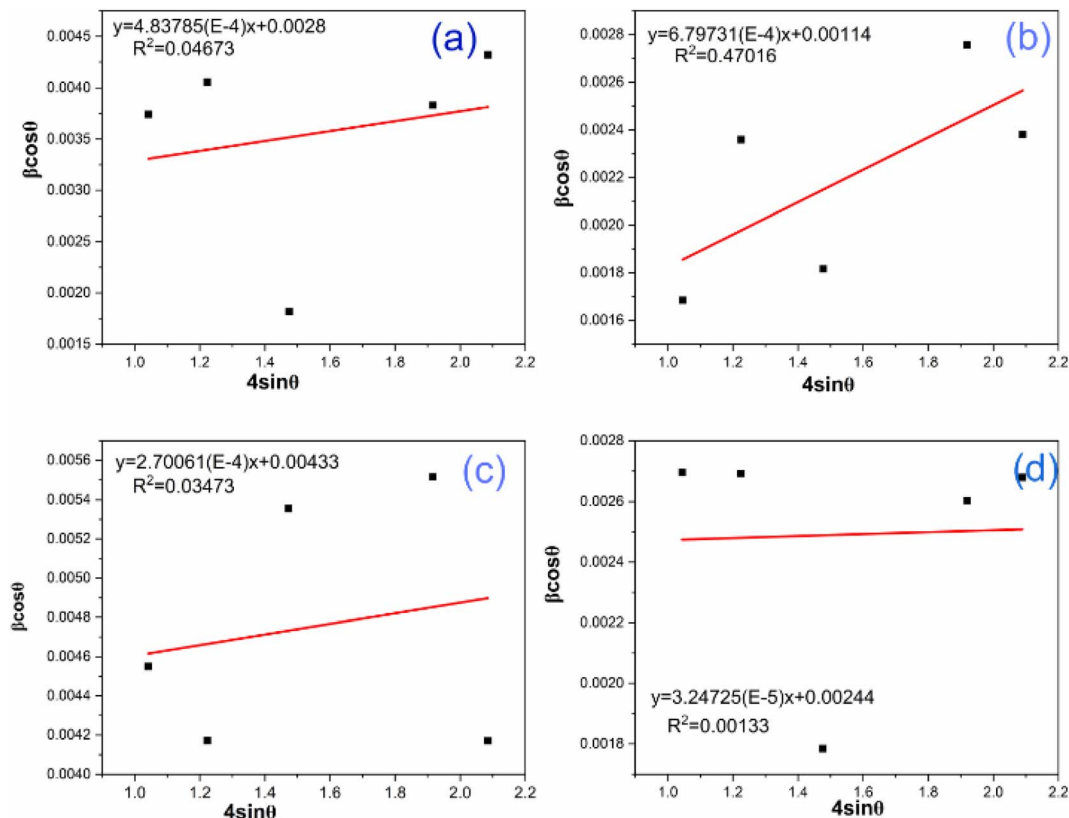 y=4.83785(E-4)x+0.0028
R²=0.04673
(a)
0.0045
0.0040
0.0035
0.0030
0.0025
0.0020
0.0015
βcosθ
1.0 1.2 1.4 1.6 1.8 2.0 2.2
4sinθ
y=6.79731(E-4)x+0.00114
R²=0.47016
(b)
0.0028
0.0026
0.0024
0.0022
0.0020
0.0018
0.0016
βcosθ
1.0 1.2 1.4 1.6 1.8 2.0 2.2
4sinθ
y=2.70061(E-4)x+0.00433
R²=0.03473
(c)
0.0056
0.0054
0.0052
0.0050
0.0048
0.0046
0.0044
0.0042
0.0040
βcosθ
1.0 1.2 1.4 1.6 1.8 2.0 2.2
4sinθ
(d)
0.0028
0.0026
0.0024
0.0022
0.0020
0.0018
βcosθ
y=3.24725(E-5)x+0.00244
R²=0.00133
1.0 1.2 1.4 1.6 1.8 2.0 2.2
4sinθ